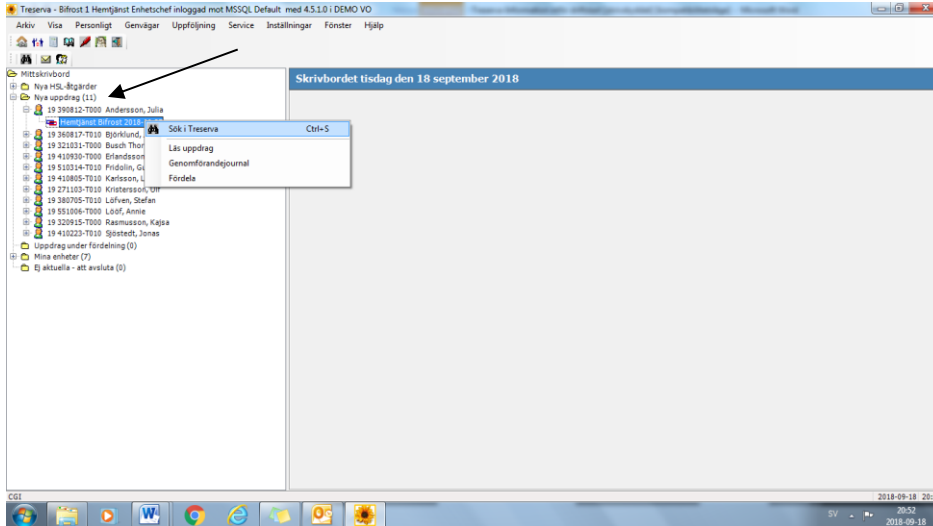 Treserva - Bifrost 1 Hemtjänst Enhetschef inloggad mot MSSQL Default med 4.5.1.0 i DEMO VO
Arkiv Visa Personligt Genvägar Uppföljning Service Inställningar Fönster Hjälp
Mittskrivbord
Nya HSL-åtgärder
Nya uppdrag (11)
19 390812-T000 Andersson, Julia
Hemtjänst Bifrost 2018-
19 360817-T010 Björklund,
19 321031-T000 Busch Thor
19 410930-T000 Erlandsson
19 510314-T010 Fridolin, Gu
19 410805-T010 Karlsson, L
19 271103-T010 Kristersson, Ulf
19 380705-T010 Löfven, Stefan
19 551006-T000 Lööf, Annie
19 320915-T000 Rasmusson, Kajsa
19 410223-T010 Sjöstedt, Jonas
Uppdrag under fördelning (0)
Mina enheter (7)
Ej aktuella - att avsluta (0)
Sök i Treserva Ctrl+S
Läs uppdrag
Genomförandejournal
Fördela
Skrivbordet tisdag den 18 september 2018
CGI
2018-09-18 20:
SV
20:52
2018-09-18